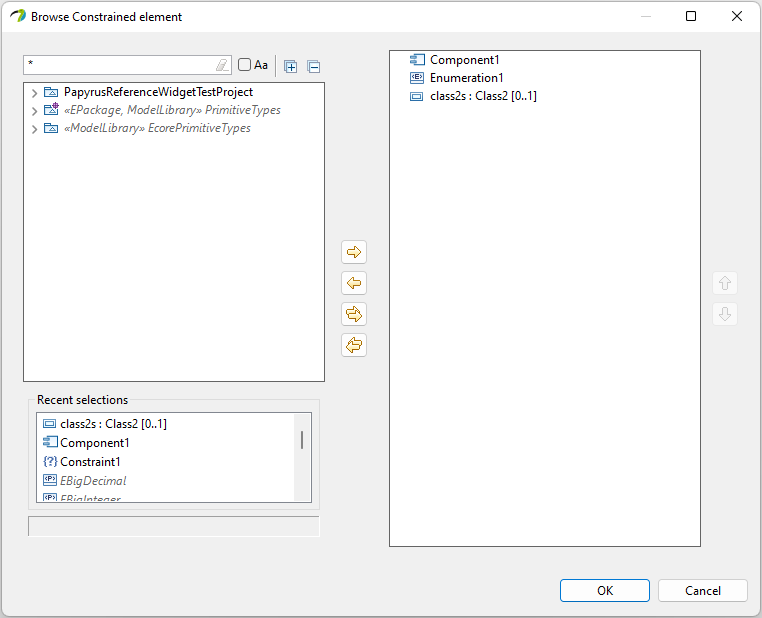 Browse Constrained element
*
Aa
PapyrusReferenceWidgetTestProject
«EPackage, ModelLibrary» PrimitiveTypes
«ModelLibrary» EcorePrimitiveTypes
Recent selections
class2s : Class2 [0..1]
Component1
{?} Constraint1
<P> EBigDecimal
<P> EBigInteger
Component1
<E> Enumeration1
class2s : Class2 [0..1]
OK
Cancel